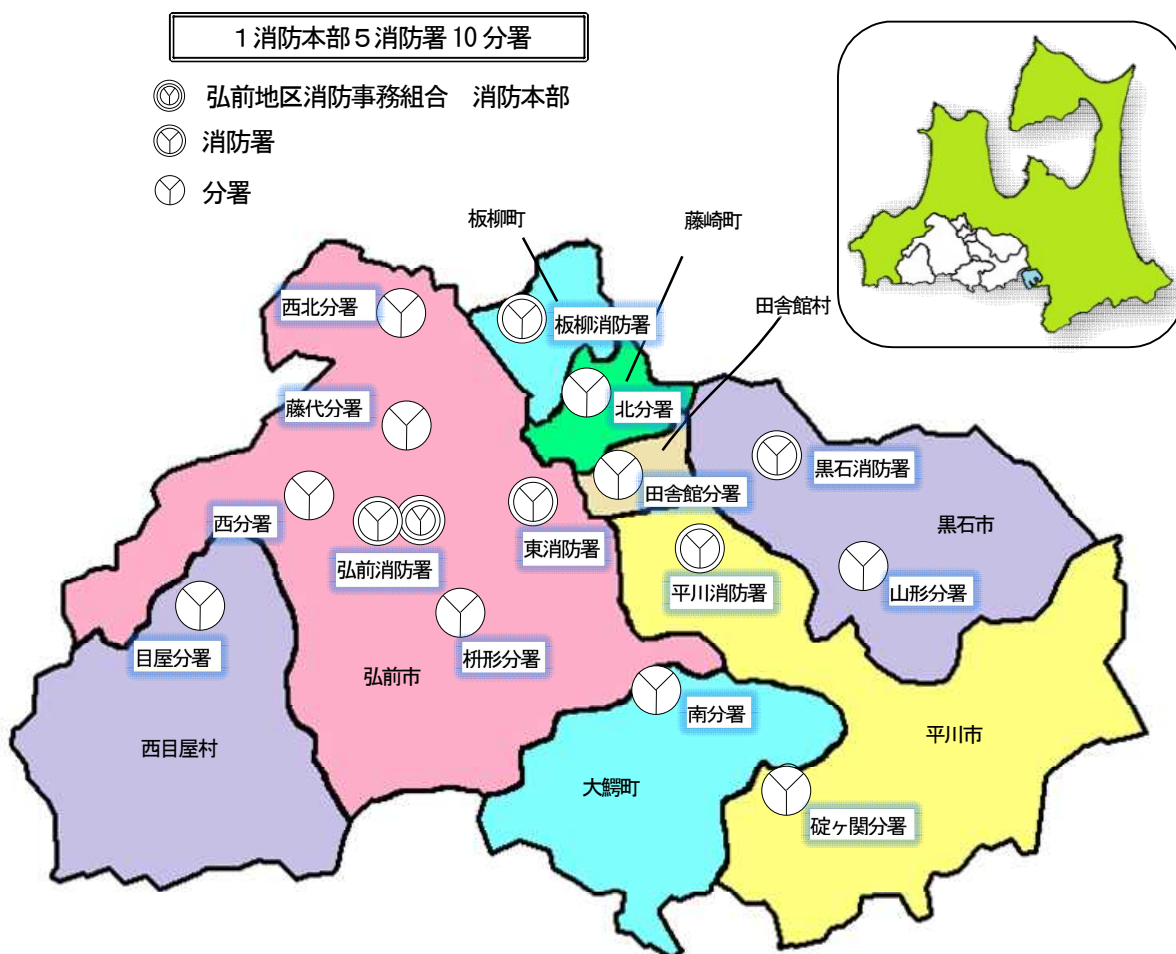 1消防本部5消防署10分署
弘前地区消防事務組合　消防本部
消防署
分署
板柳町
藤崎町
田舎館村
西北分署
板柳消防署
藤代分署
北分署
黒石消防署
田舎館分署
西分署
黒石市
東消防署
弘前消防署
平川消防署
山形分署
目屋分署
枡形分署
弘前市
南分署
平川市
西目屋村
大鰐町
碇ヶ関分署